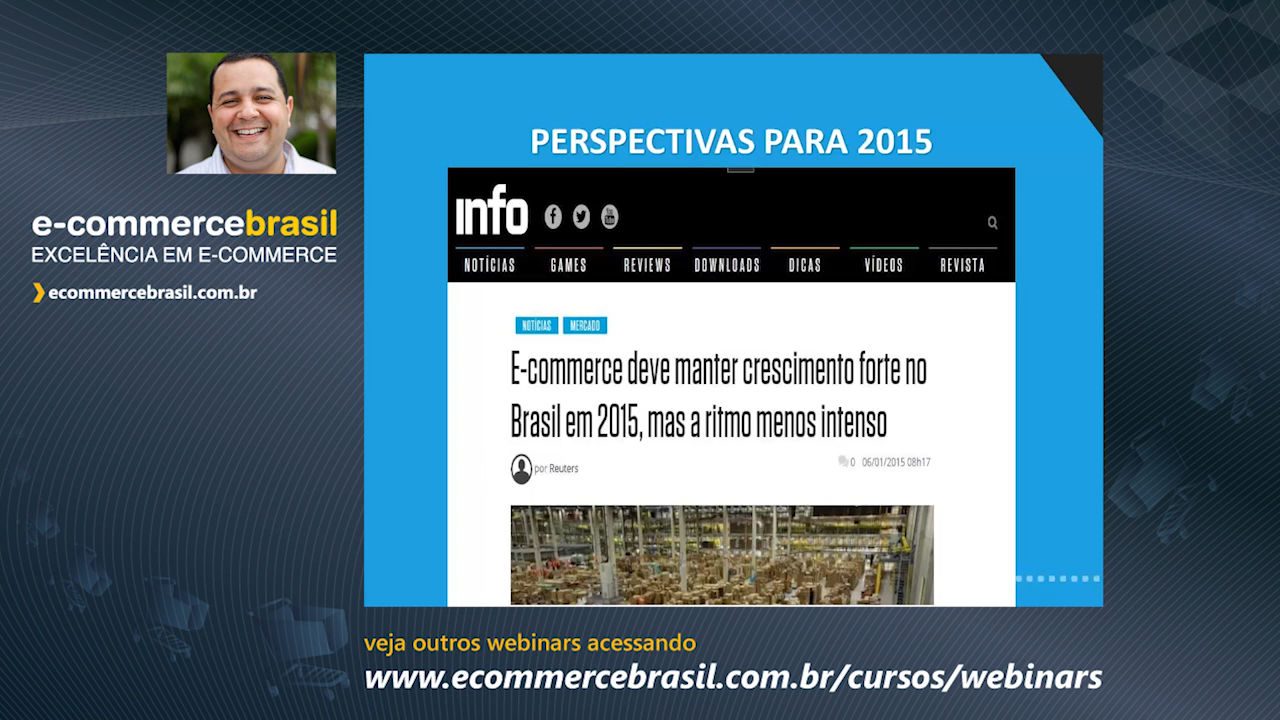 e-commercebrasil
EXCELÊNCIA EM E-COMMERCE
ecommercebrasil.com.br
PERSPECTIVAS PARA 2015
info
NOTÍCIAS GAMES REVIEWS DOWNLOADS DICAS VÍDEOS REVISTA
NOTÍCIAS MERCADO
E-commerce deve manter crescimento forte no
Brasil em 2015, mas a ritmo menos intenso
por Reuters 0 06/01/2015 08h17
veja outros webinars acessando
www.ecommercebrasil.com.br/cursos/webinars